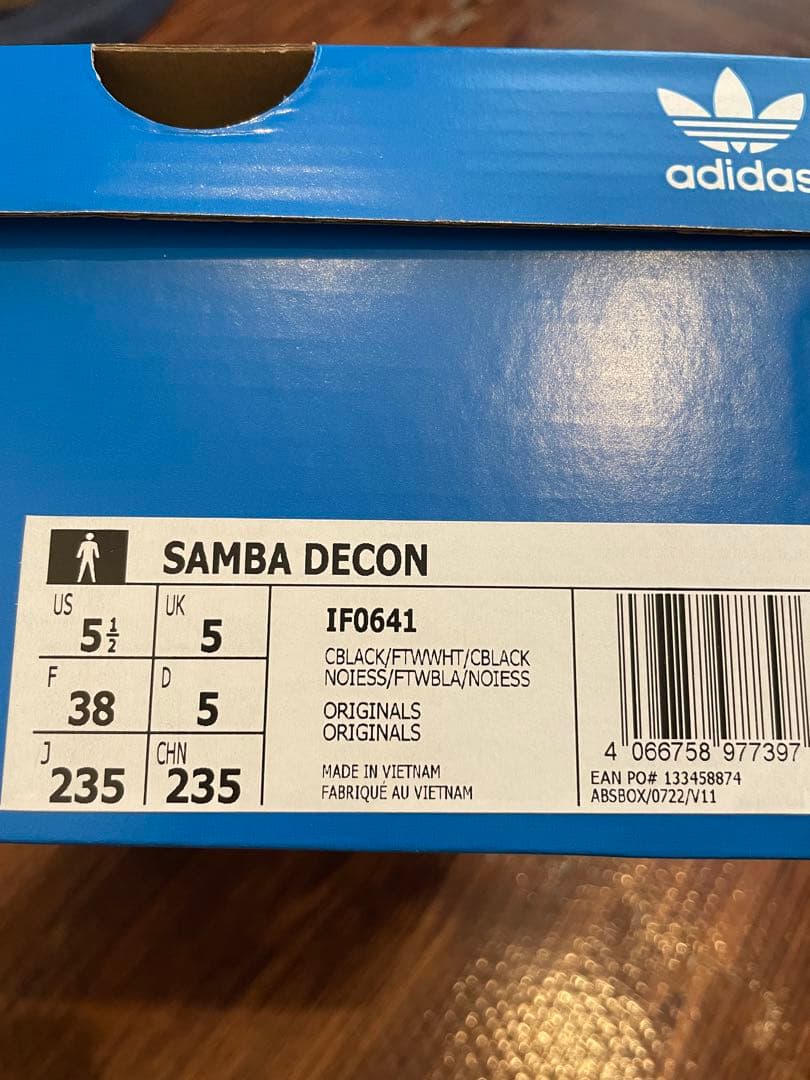 adidas
SAMBA DECON
US 5½
UK 5
F 38
D 5
J 235
CHN 235
IF0641
CBLACK/FTWWHT/CBLACK
NOIESS/FTWBLA/NOIESS
ORIGINALS
ORIGINALS
MADE IN VIETNAM
FABRIQUÉ AU VIETNAM
4 066758 977397
EAN PO# 133458874
ABSBOX/0722/V11